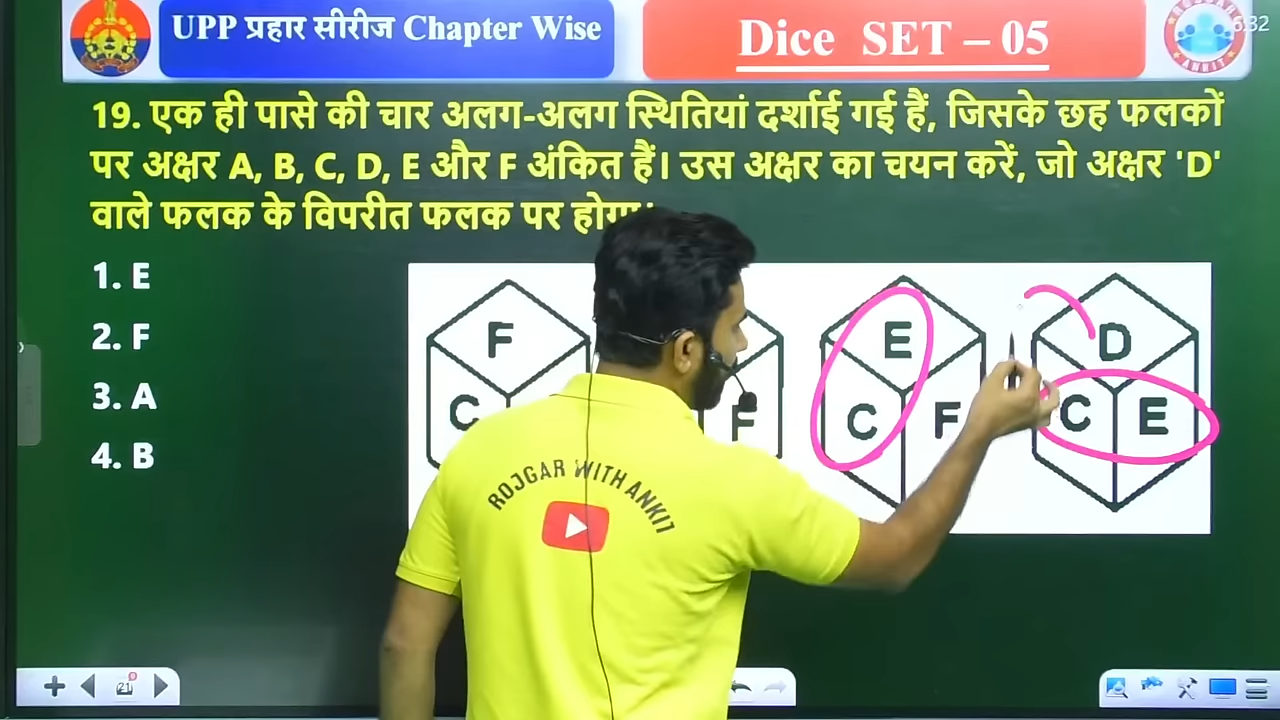 UPP प्रहार सीरीज Chapter Wise
Dice SET – 05
6:32
19. एक ही पासे की चार अलग-अलग स्थितियां दर्शाई गई हैं, जिसके छह फलकों
पर अक्षर A, B, C, D, E और F अंकित हैं। उस अक्षर का चयन करें, जो अक्षर 'D'
वाले फलक के विपरीत फलक पर
1. E
2. F
3. A
4. B
F
C
F
E
C F
D
C E
ROJGAR WITH ANKIT
21
ANKIT